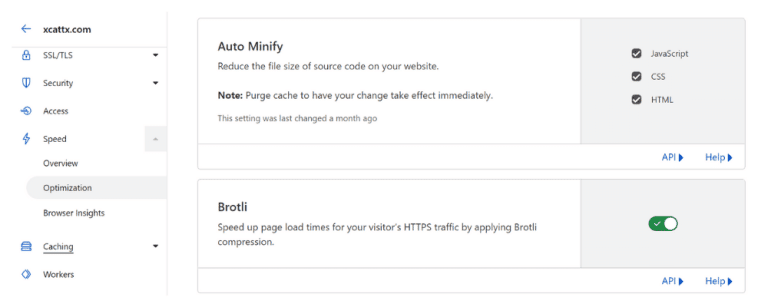 xcattx.com
SSL/TLS
Security
Access
Speed
Overview
Optimization
Browser Insights
Caching
Workers
Auto Minify
Reduce the file size of source code on your website.
Note: Purge cache to have your change take effect immediately.
This setting was last changed a month ago
JavaScript
CSS
HTML
API
Help
Brotli
Speed up page load times for your visitor's HTTPS traffic by applying Brotli
compression.
API
Help